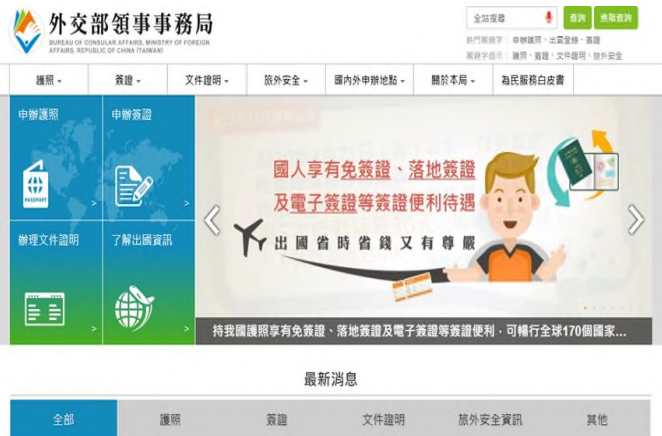 外交部領事事務局
BUREAU OF CONSULAR AFFAIRS, MINISTRY OF FOREIGN
AFFAIRS, REPUBLIC OF CHINA (TAIWAN)
全站搜尋 查詢 進階查詢
熱門關鍵字： 申辦護照、出國登錄、簽證
關鍵字提示： 護照、簽證、文件證明、旅外安全
護照 簽證 文件證明 旅外安全 國內外申辦地點 關於本局 為民服務白皮書
申辦護照 申辦簽證
PASSPORT
辦理文件證明 了解出國資訊
國人享有免簽證、落地簽證
及電子簽證等簽證便利待遇
出國省時省錢又有尊嚴
持我國護照享有免簽證、落地簽證及電子簽證等簽證便利，可暢行全球170個國家...
最新消息
全部 護照 簽證 文件證明 旅外安全資訊 其他